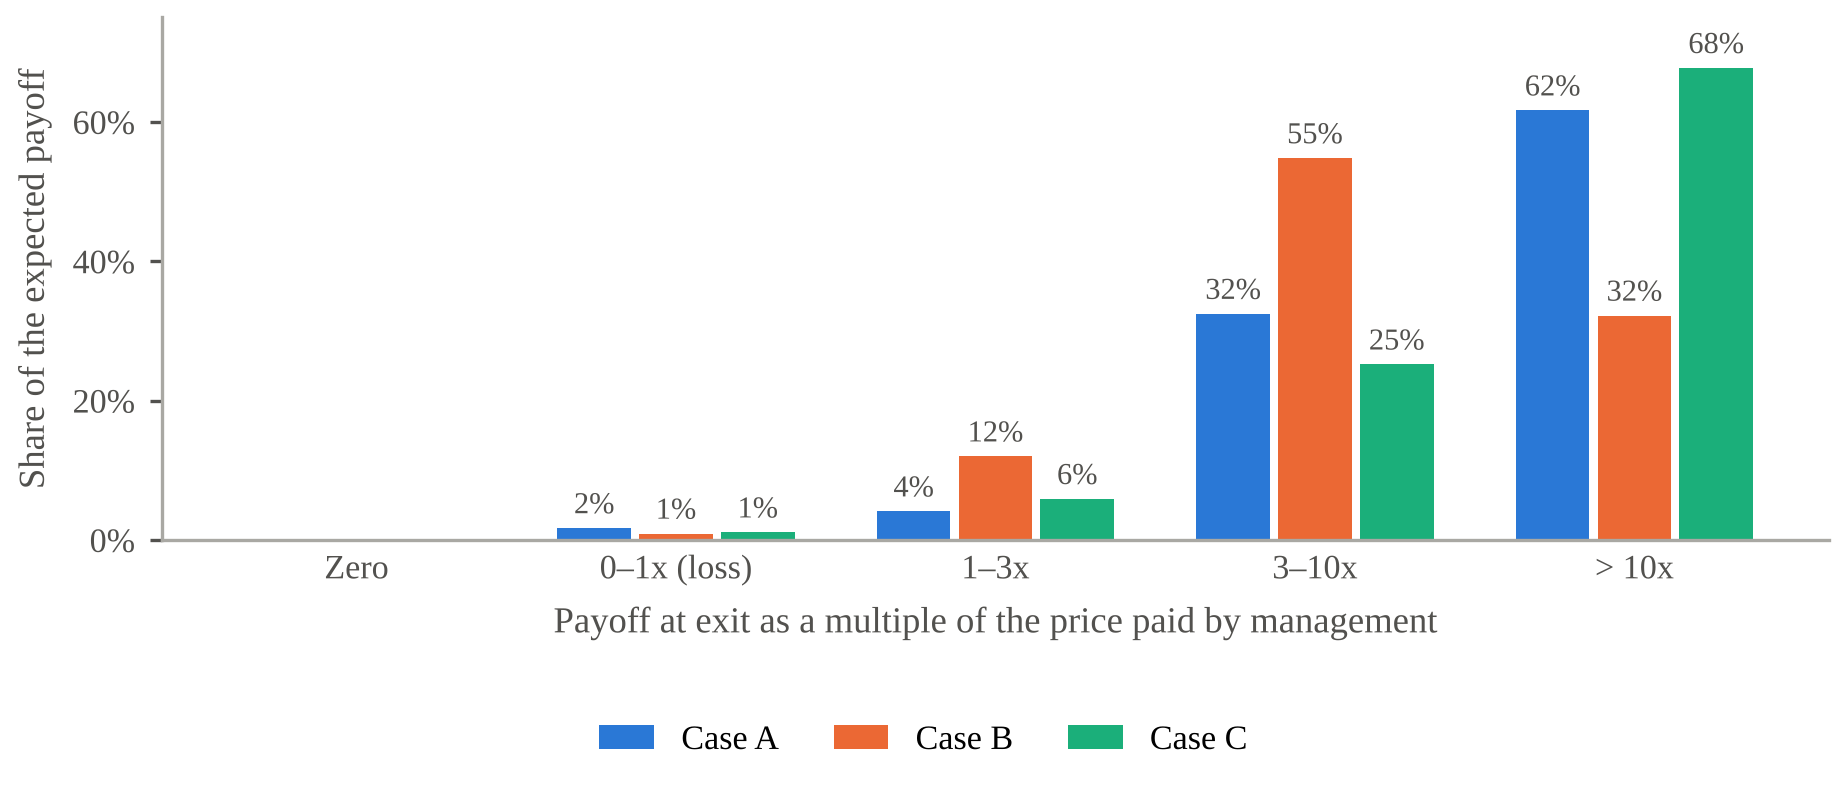 Share of the expected payoff
60%
40%
20%
0%
2%
1%
1%
4%
12%
6%
32%
55%
25%
62%
32%
68%
Zero
0–1x (loss)
1–3x
3–10x
> 10x
Payoff at exit as a multiple of the price paid by management
Case A
Case B
Case C